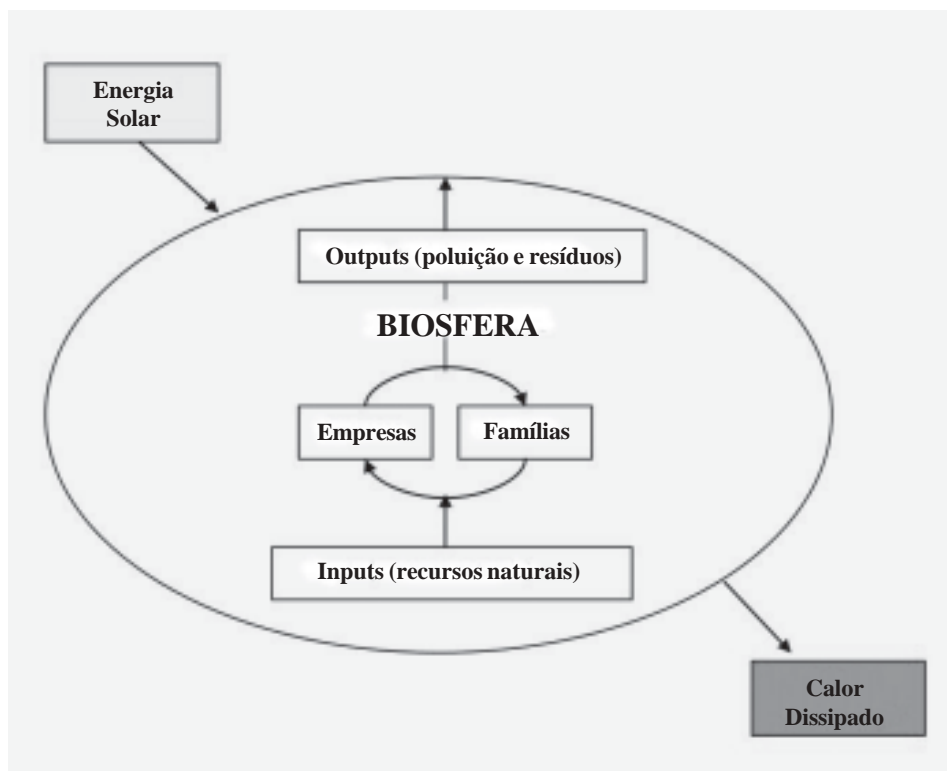 Energia
Solar
Outputs (poluição e resíduos)
BIOSFERA
Empresas
Famílias
Inputs (recursos naturais)
Calor
Dissipado